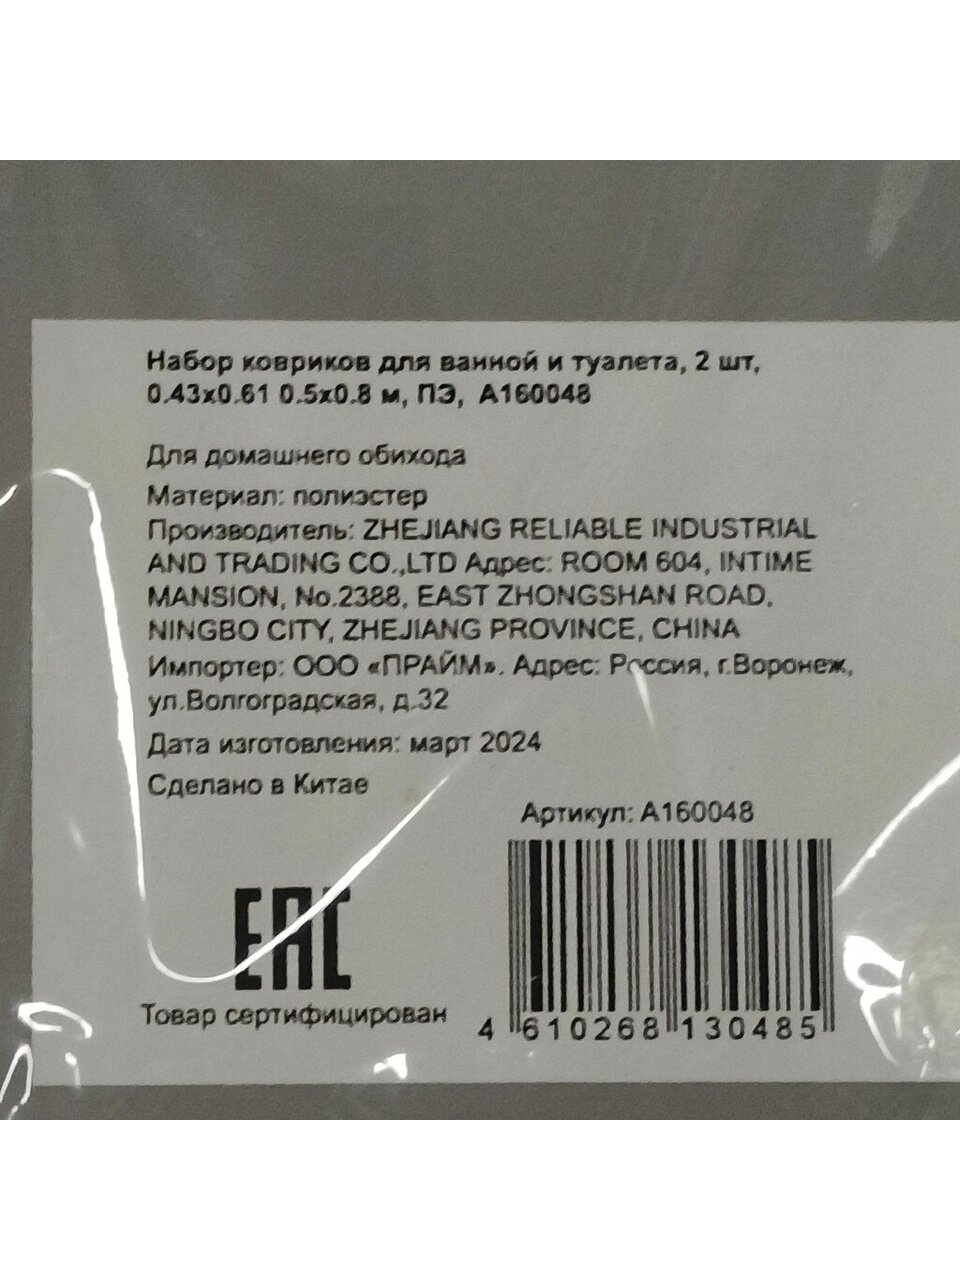 Набор ковриков для ванной и туалета, 2 шт,
0.43x0.61 0.5x0.8 м, ПЭ, А160048
Для домашнего обихода
Материал: полиэстер
Производитель: ZHEJIANG RELIABLE INDUSTRIAL
AND TRADING CO.,LTD Адрес: ROOM 604, INTIME
MANSION, No.2388, EAST ZHONGSHAN ROAD,
NINGBO CITY, ZHEJIANG PROVINCE, CHINA
Импортер: ООО «ПРАЙМ». Адрес: Россия, г.Воронеж,
ул.Волгоградская, д.32
Дата изготовления: март 2024
Сделано в Китае
Артикул: А160048
EAC
Товар сертифицирован
4 610268 130485